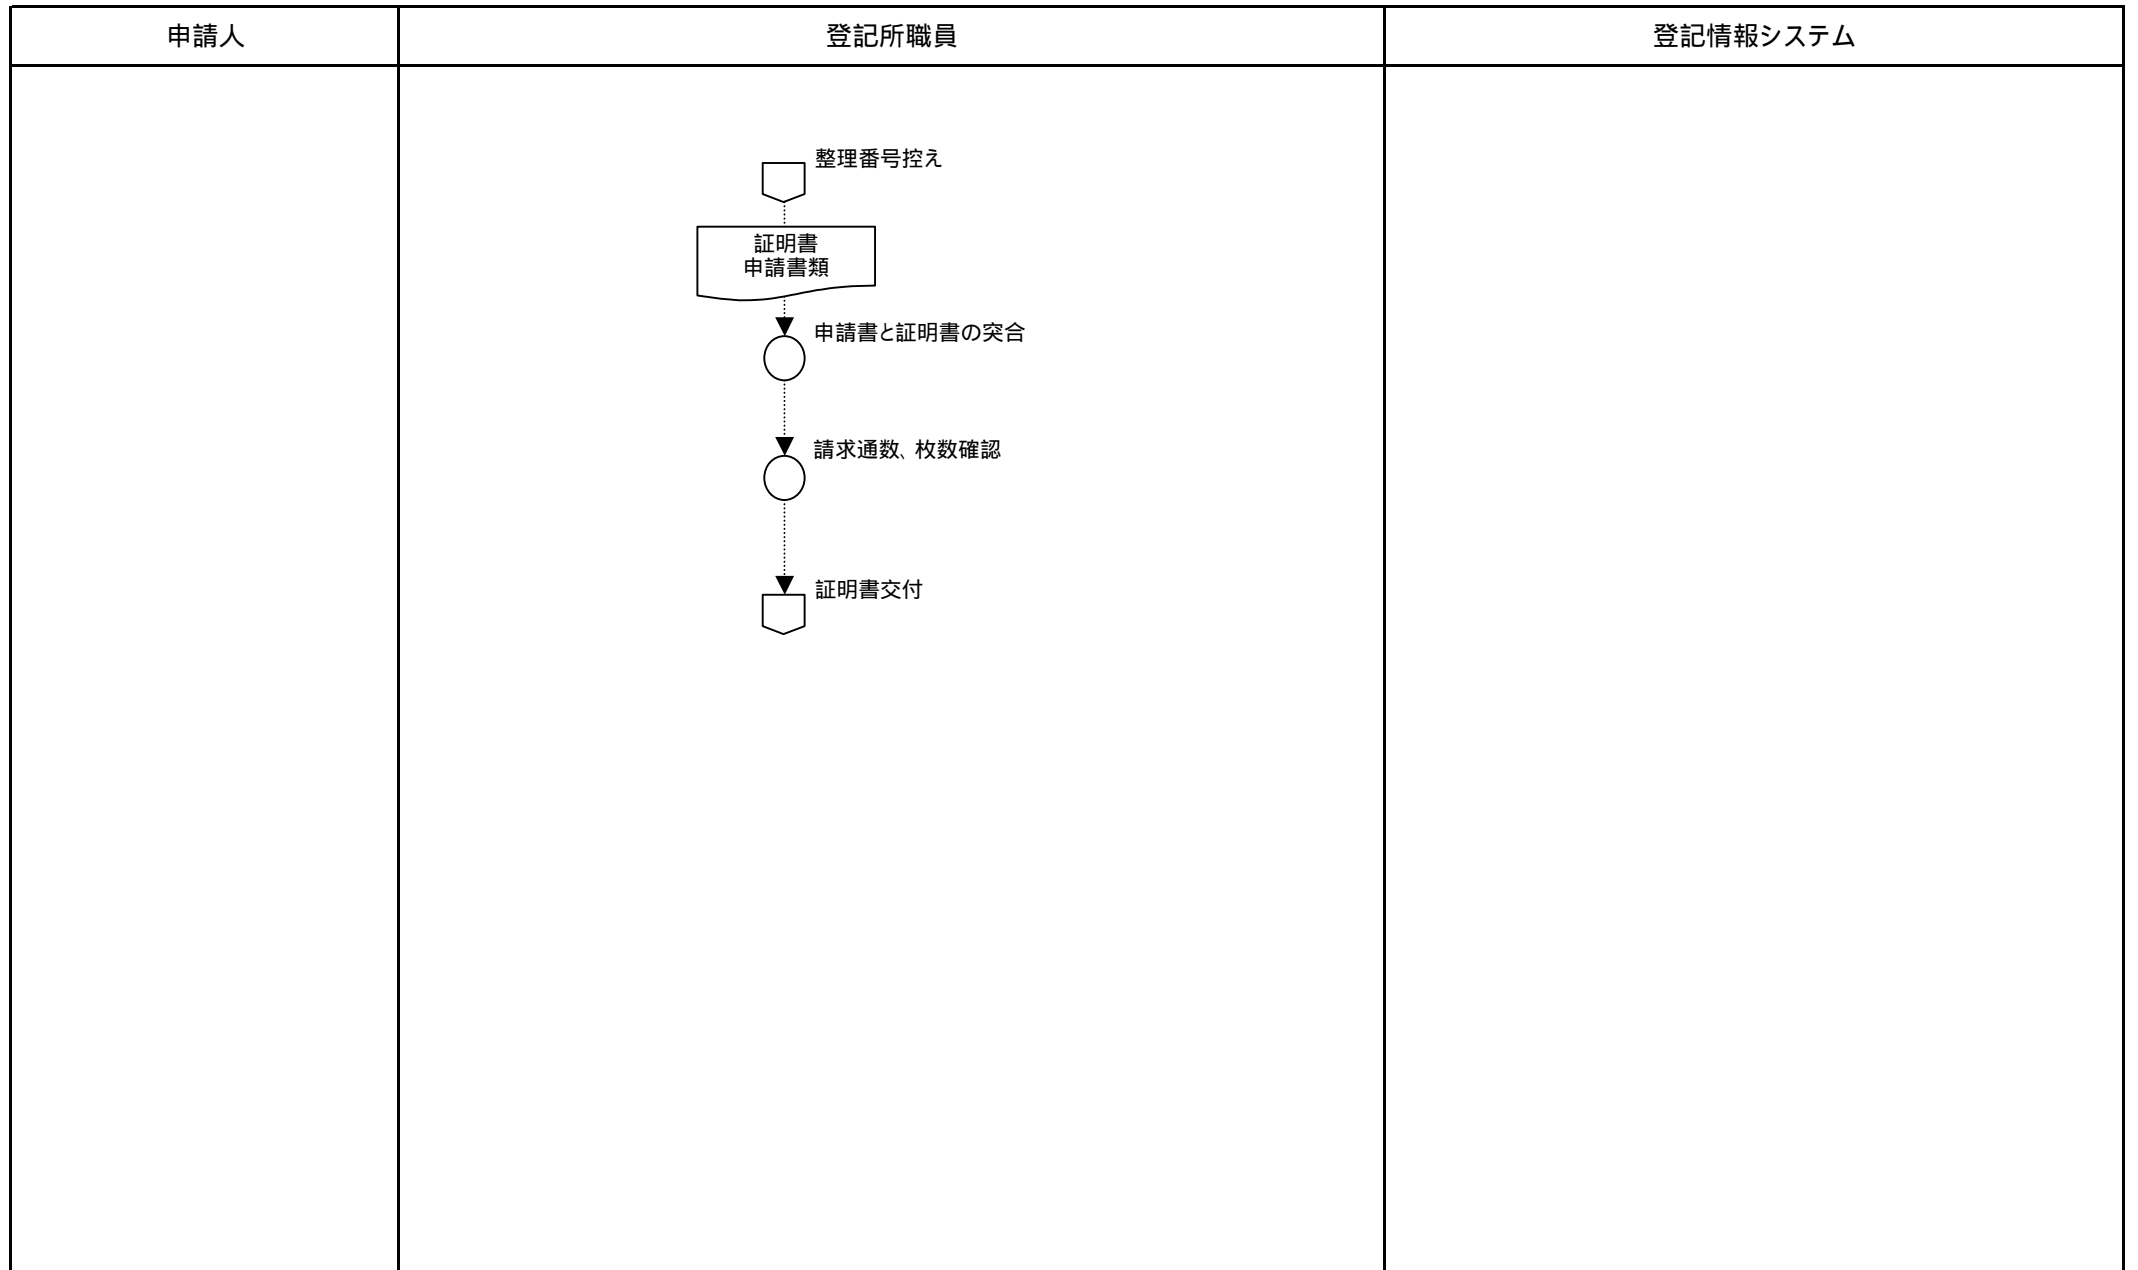 申請人
登記所職員
登記情報システム
整理番号控え
証明書
申請書類
申請書と証明書の突合
請求通数、枚数確認
証明書交付